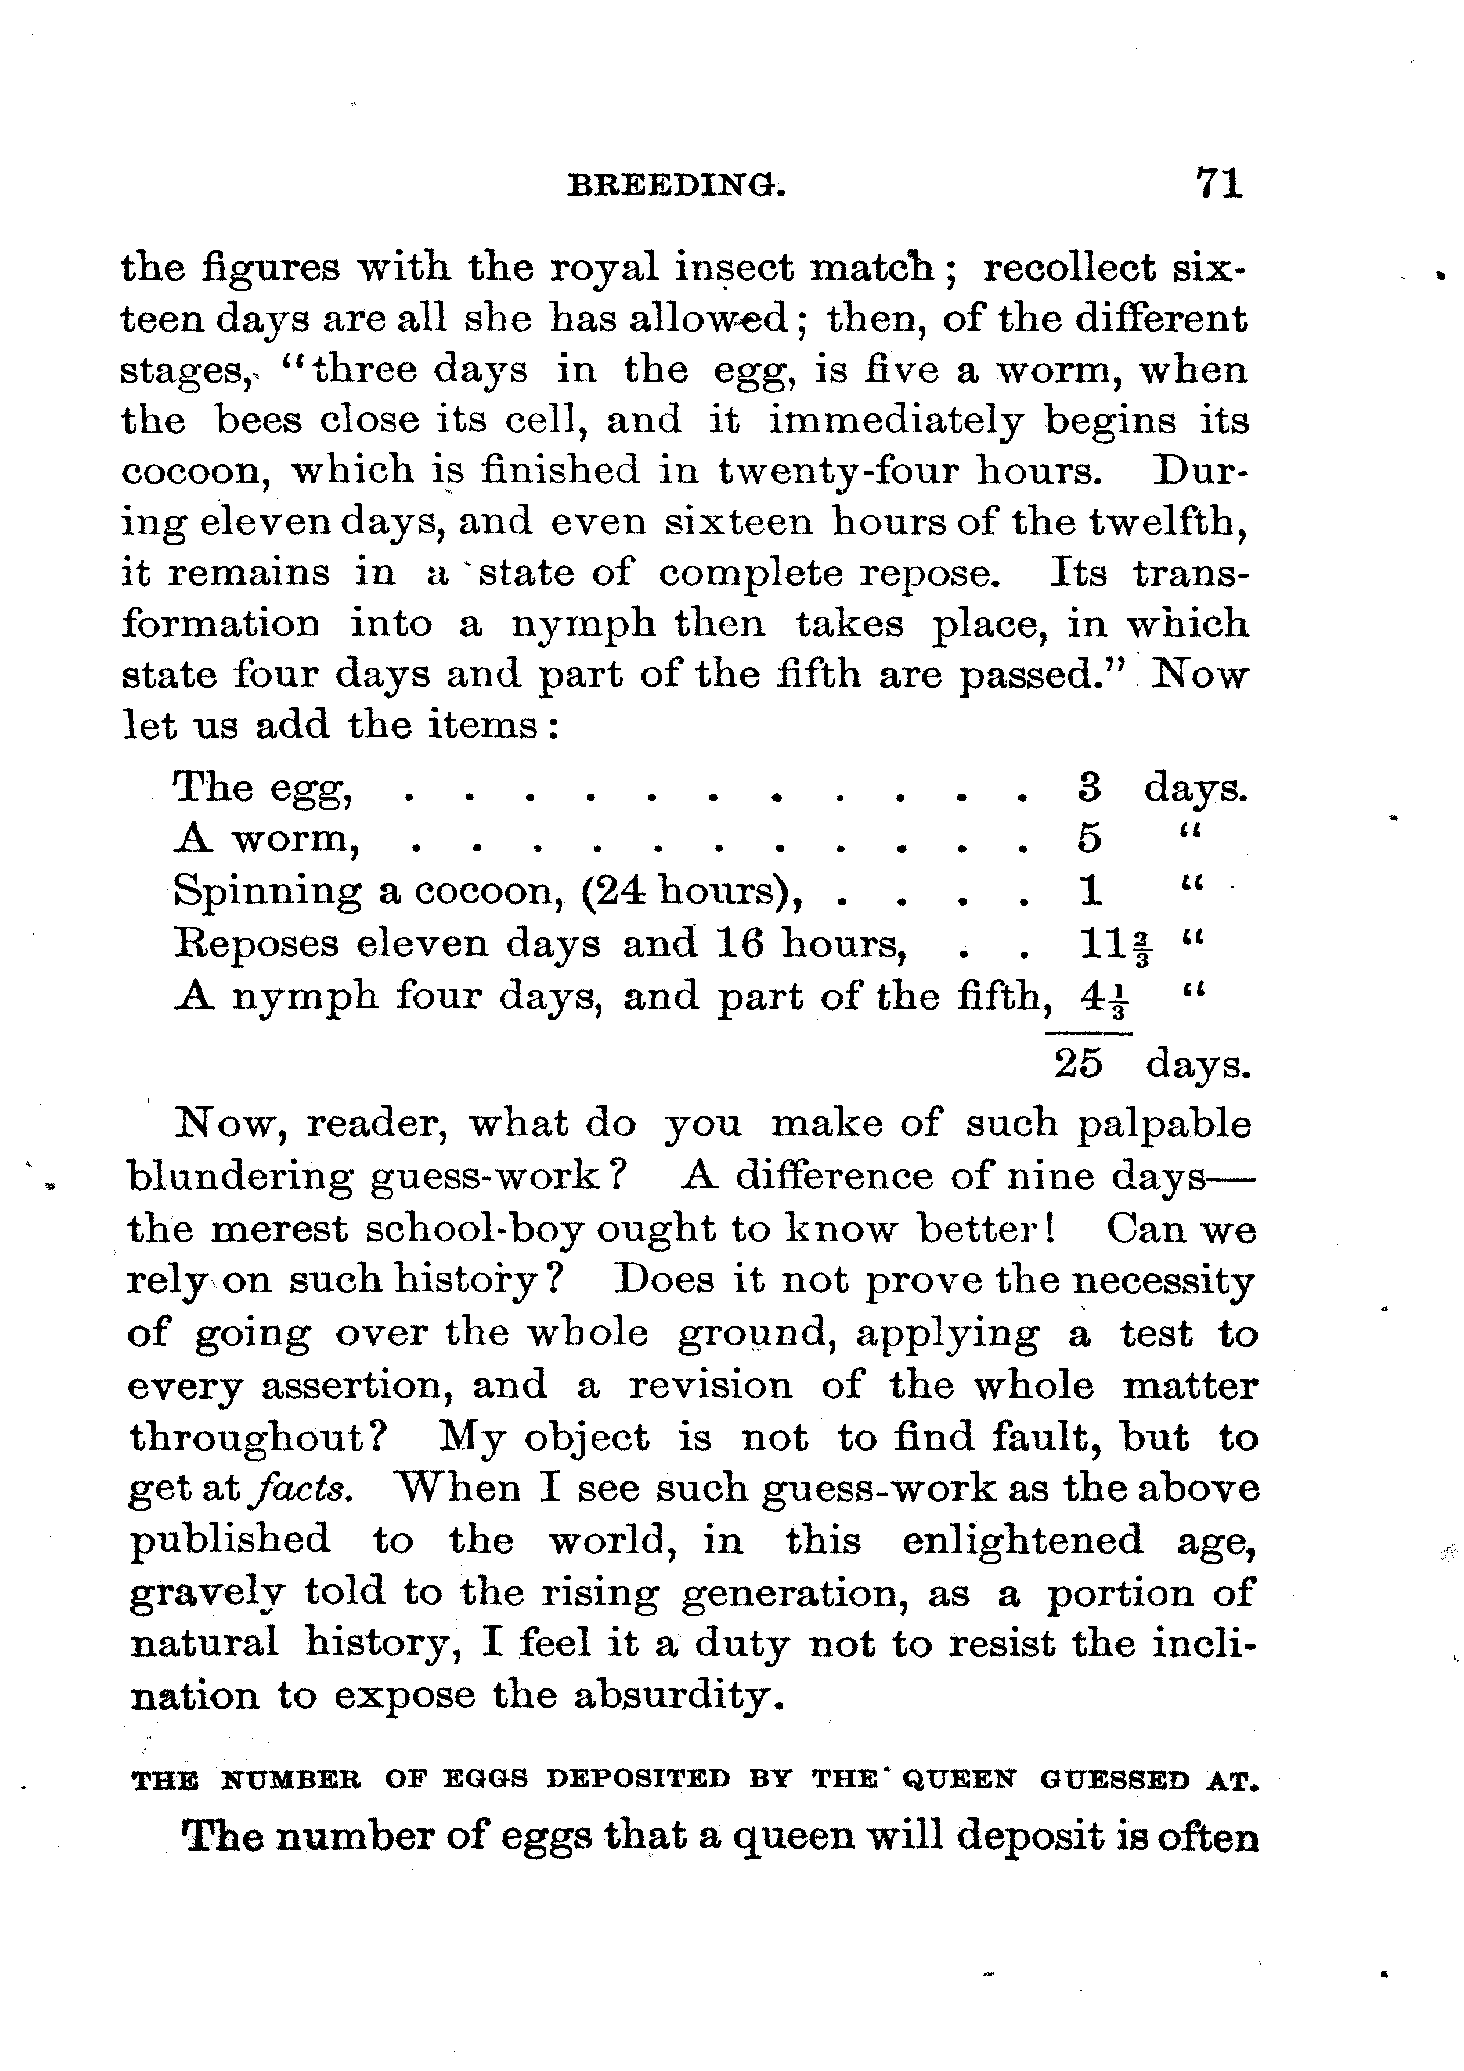 BREEDING. 71
the figures with the royal insect match; recollect six-
teen days are all she has allowed; then, of the different
stages, "three days in the egg, is five a worm, when
the bees close its cell, and it immediately begins its
cocoon, which is finished in twenty-four hours. Dur-
ing eleven days, and even sixteen hours of the twelfth,
it remains in a state of complete repose. Its trans-
formation into a nymph then takes place, in which
state four days and part of the fifth are passed." Now
let us add the items:
The egg, . . . . . . . . . . . 3 days.
A worm, . . . . . . . . . . . 5 "
Spinning a cocoon, (24 hours), . . . . 1 "
Reposes eleven days and 16 hours, . . 11⅔ "
A nymph four days, and part of the fifth, 4⅓ "
25 days.
Now, reader, what do you make of such palpable
blundering guess-work? A difference of nine days—
the merest school-boy ought to know better! Can we
rely on such history? Does it not prove the necessity
of going over the whole ground, applying a test to
every assertion, and a revision of the whole matter
throughout? My object is not to find fault, but to
get at facts. When I see such guess-work as the above
published to the world, in this enlightened age,
gravely told to the rising generation, as a portion of
natural history, I feel it a duty not to resist the incli-
nation to expose the absurdity.
THE NUMBER OF EGGS DEPOSITED BY THE QUEEN GUESSED AT.
The number of eggs that a queen will deposit is often